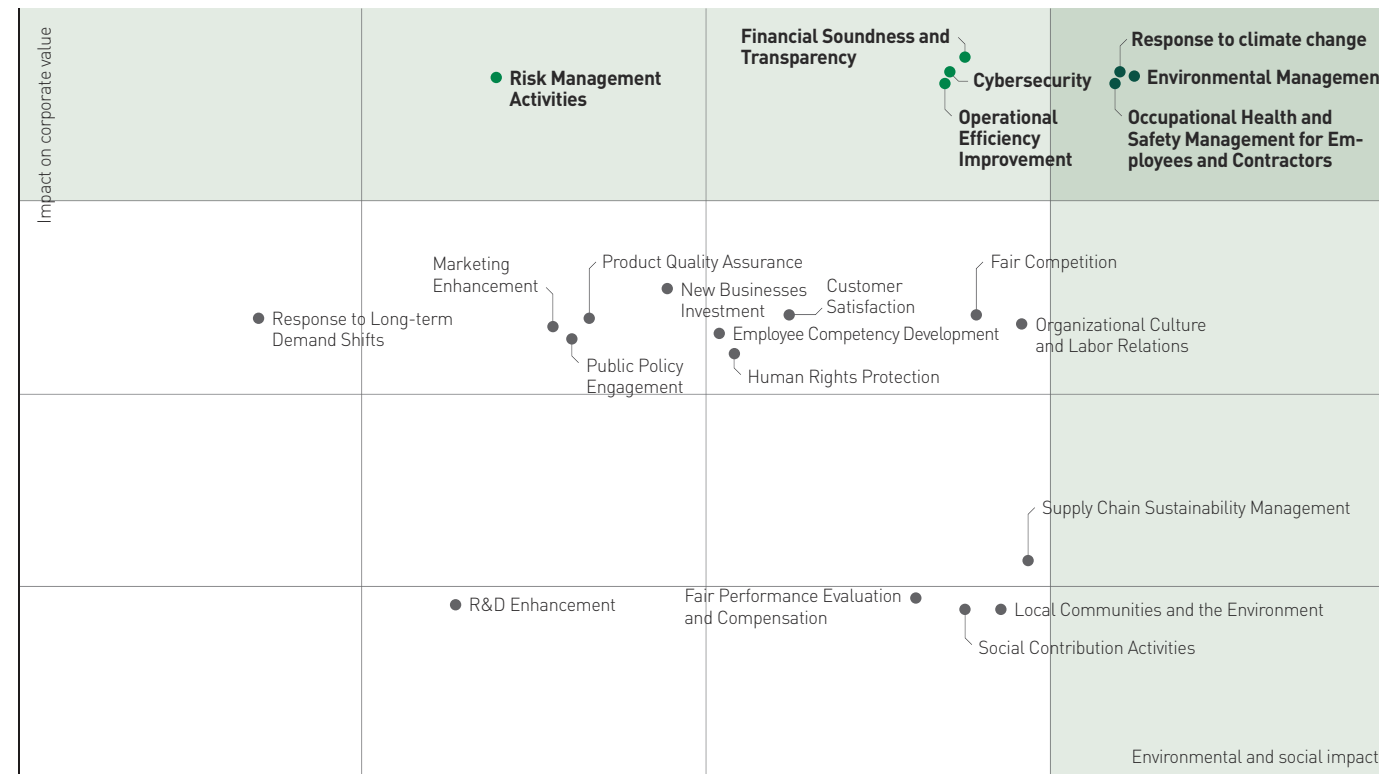 Impact on corporate value
Financial Soundness and
Transparency
Response to climate change
Risk Management
Activities
Cybersecurity
Environmental Managemen
Operational
Efficiency
Improvement
Occupational Health and
Safety Management for Em-
ployees and Contractors
Marketing
Enhancement
Product Quality Assurance
Fair Competition
New Businesses
Investment
Customer
Satisfaction
Response to Long-term
Demand Shifts
Employee Competency Development
Organizational Culture
and Labor Relations
Public Policy
Engagement
Human Rights Protection
Supply Chain Sustainability Management
R&D Enhancement
Fair Performance Evaluation
and Compensation
Local Communities and the Environment
Social Contribution Activities
Environmental and social impact